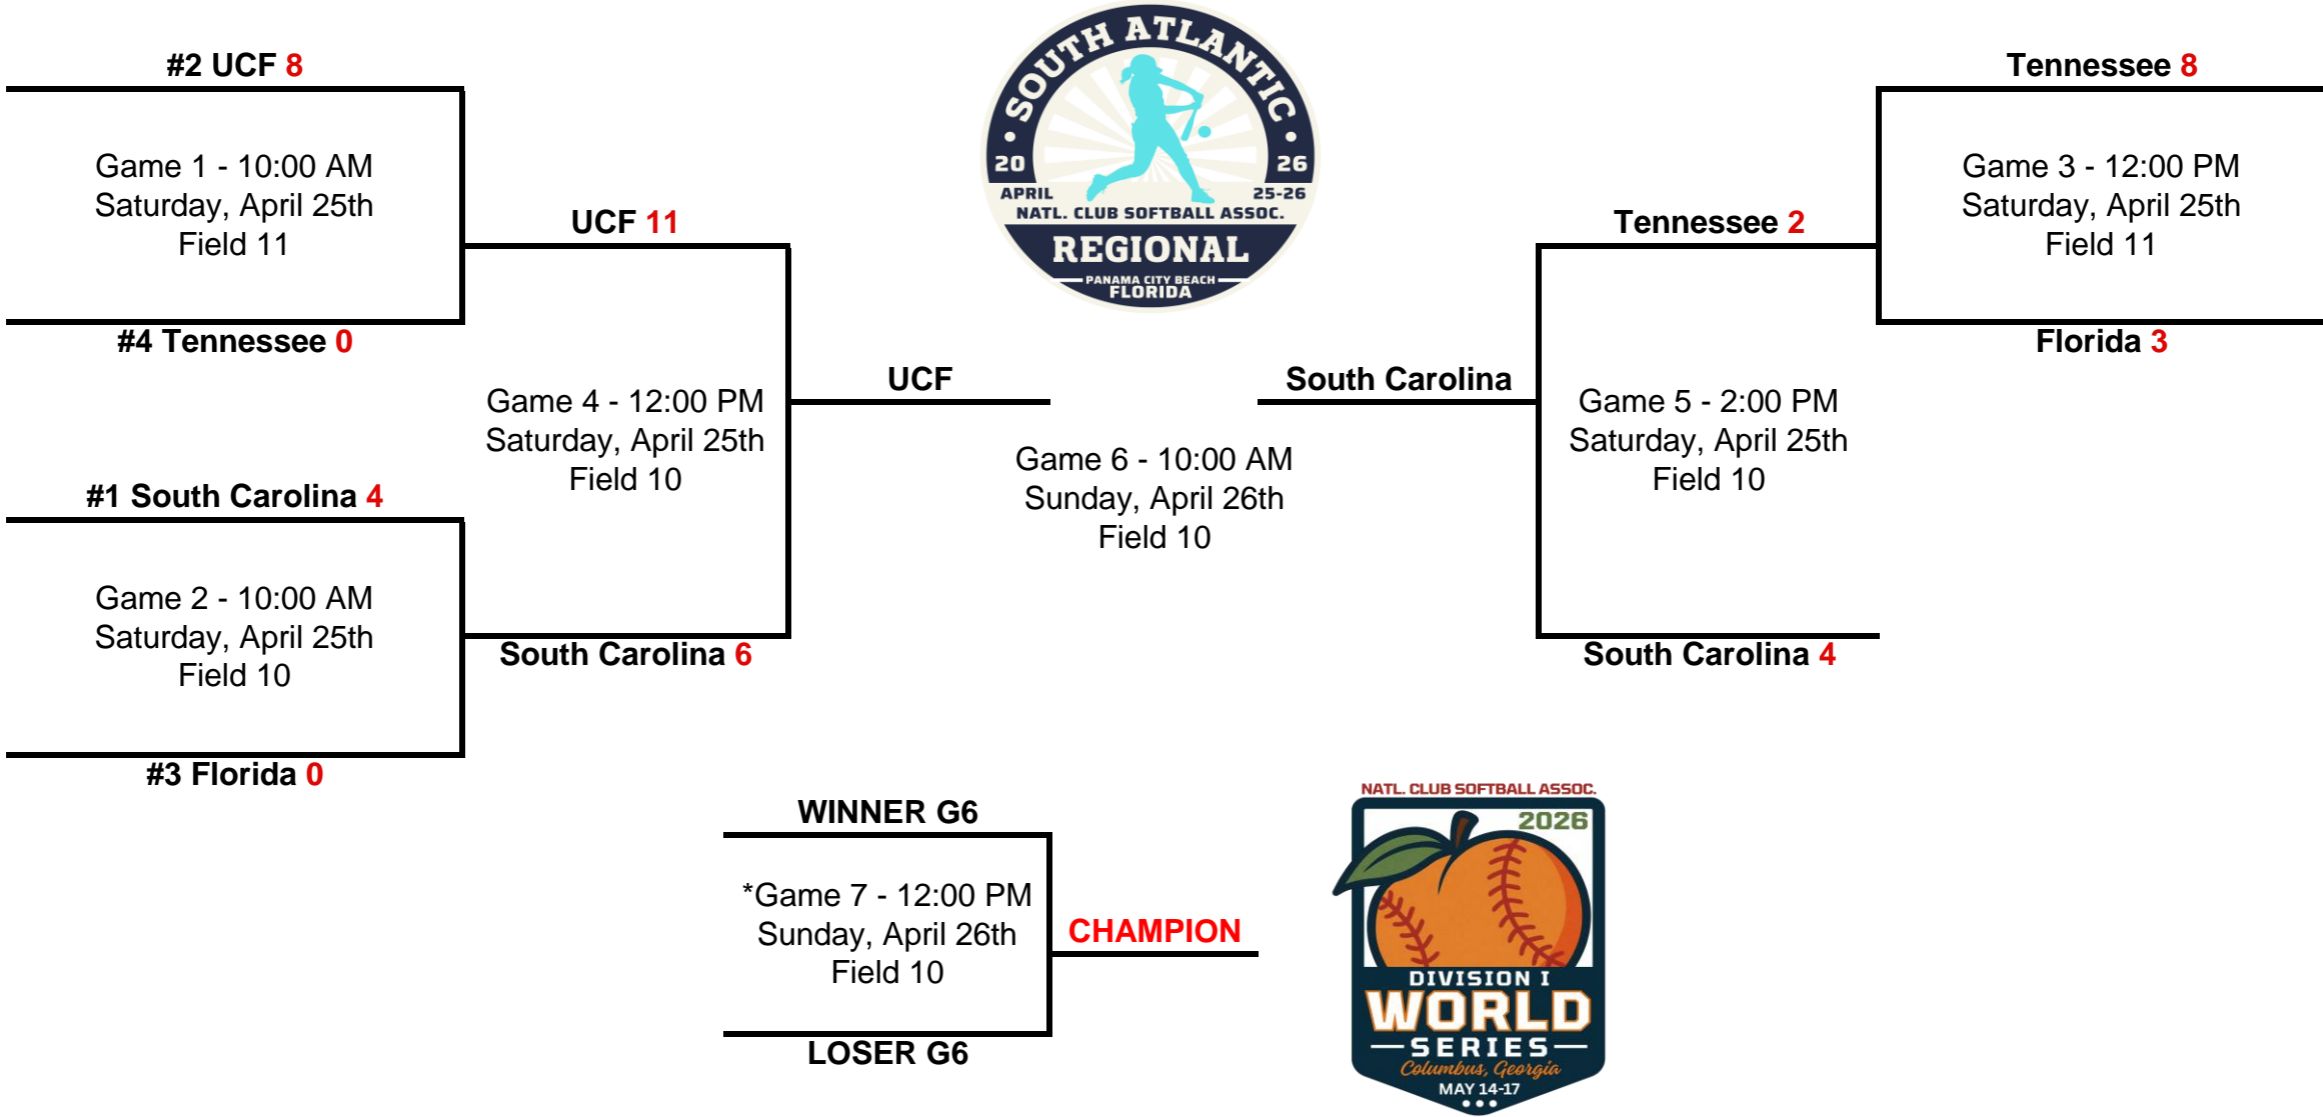 #2 UCF 8
Game 1 - 10:00 AM
Saturday, April 25th
Field 11
#4 Tennessee 0
UCF 11
Game 4 - 12:00 PM
Saturday, April 25th
Field 10
South Carolina 6
#1 South Carolina 4
Game 2 - 10:00 AM
Saturday, April 25th
Field 10
#3 Florida 0
SOUTH ATLANTIC
20 26
APRIL 25-26
NATL. CLUB SOFTBALL ASSOC.
REGIONAL
PANAMA CITY BEACH
FLORIDA
UCF
South Carolina
Game 6 - 10:00 AM
Sunday, April 26th
Field 10
Tennessee 8
Game 3 - 12:00 PM
Saturday, April 25th
Field 11
Florida 3
Tennessee 2
Game 5 - 2:00 PM
Saturday, April 25th
Field 10
South Carolina 4
WINNER G6
*Game 7 - 12:00 PM
Sunday, April 26th
Field 10
LOSER G6
CHAMPION
NATL. CLUB SOFTBALL ASSOC.
2026
DIVISION I
WORLD
SERIES
Columbus, Georgia
MAY 14-17